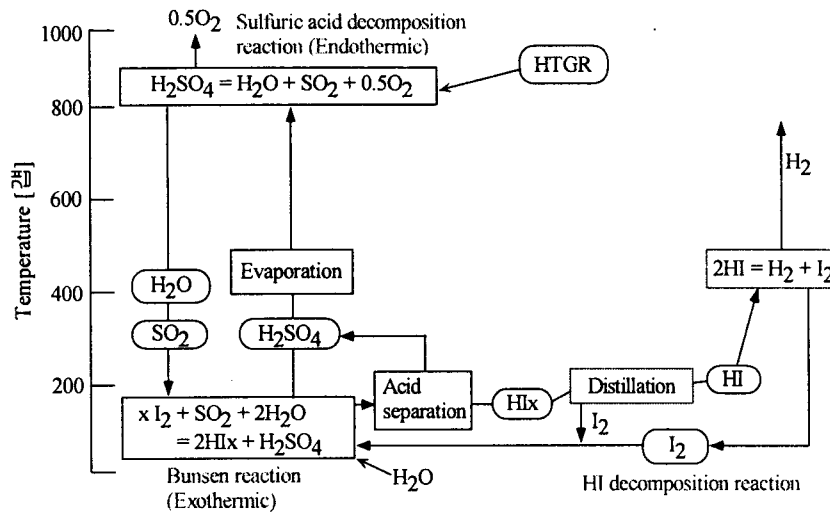 1000
800
600
400
200
0
Temperature [급]
0.5O2
Sulfuric acid decomposition
reaction (Endothermic)
H2SO4 = H2O + SO2 + 0.5O2
HTGR
H2
Evaporation
2HI = H2 + I2
H2O
SO2
H2SO4
Acid
separation
HIx
Distillation
HI
I2
x I2 + SO2 + 2H2O
= 2HIx + H2SO4
I2
Bunsen reaction
(Exothermic)
H2O
HI decomposition reaction